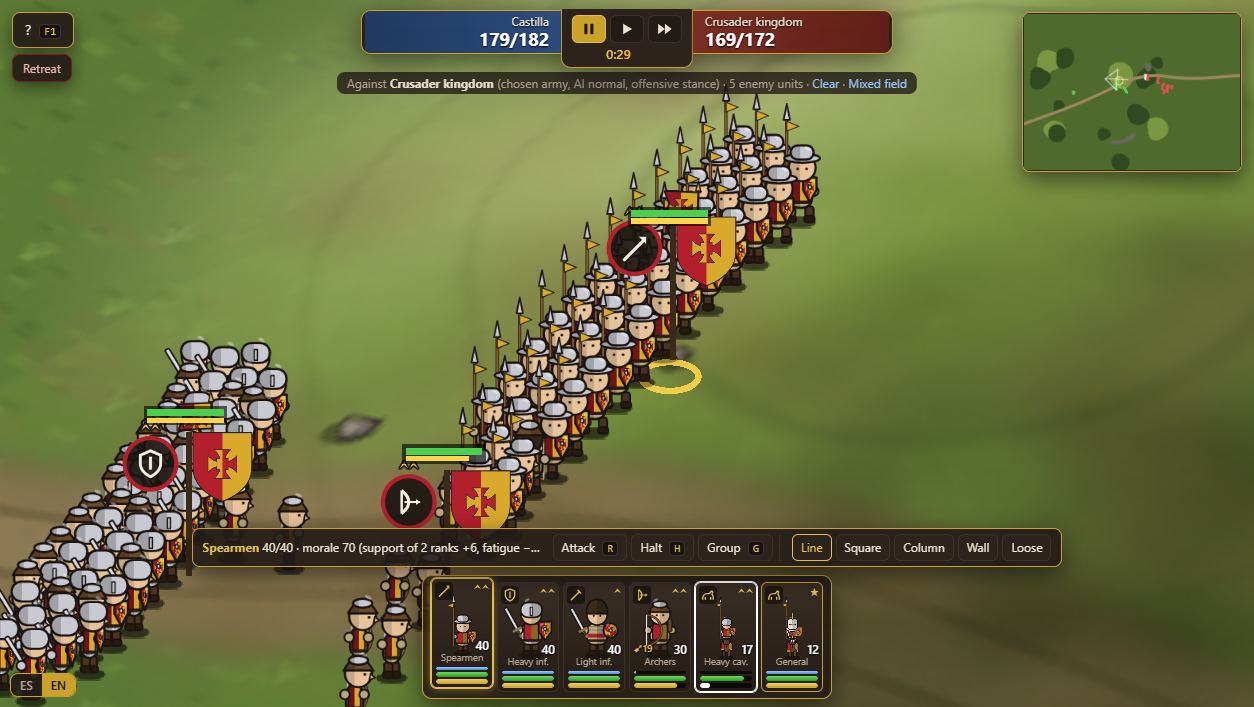 ? F1
Retreat
Castilla
179/182
0:29
Crusader kingdom
169/172
Against Crusader kingdom (chosen army, AI normal, offensive stance) · 5 enemy units · Clear · Mixed field
Spearmen 40/40 · morale 70 (support of 2 ranks +6, fatigue −...
Attack R
Halt H
Group G
Line
Square
Column
Wall
Loose
40
Spearmen
40
Heavy inf.
40
Light inf.
19
30
Archers
17
Heavy cav.
12
General
ES EN